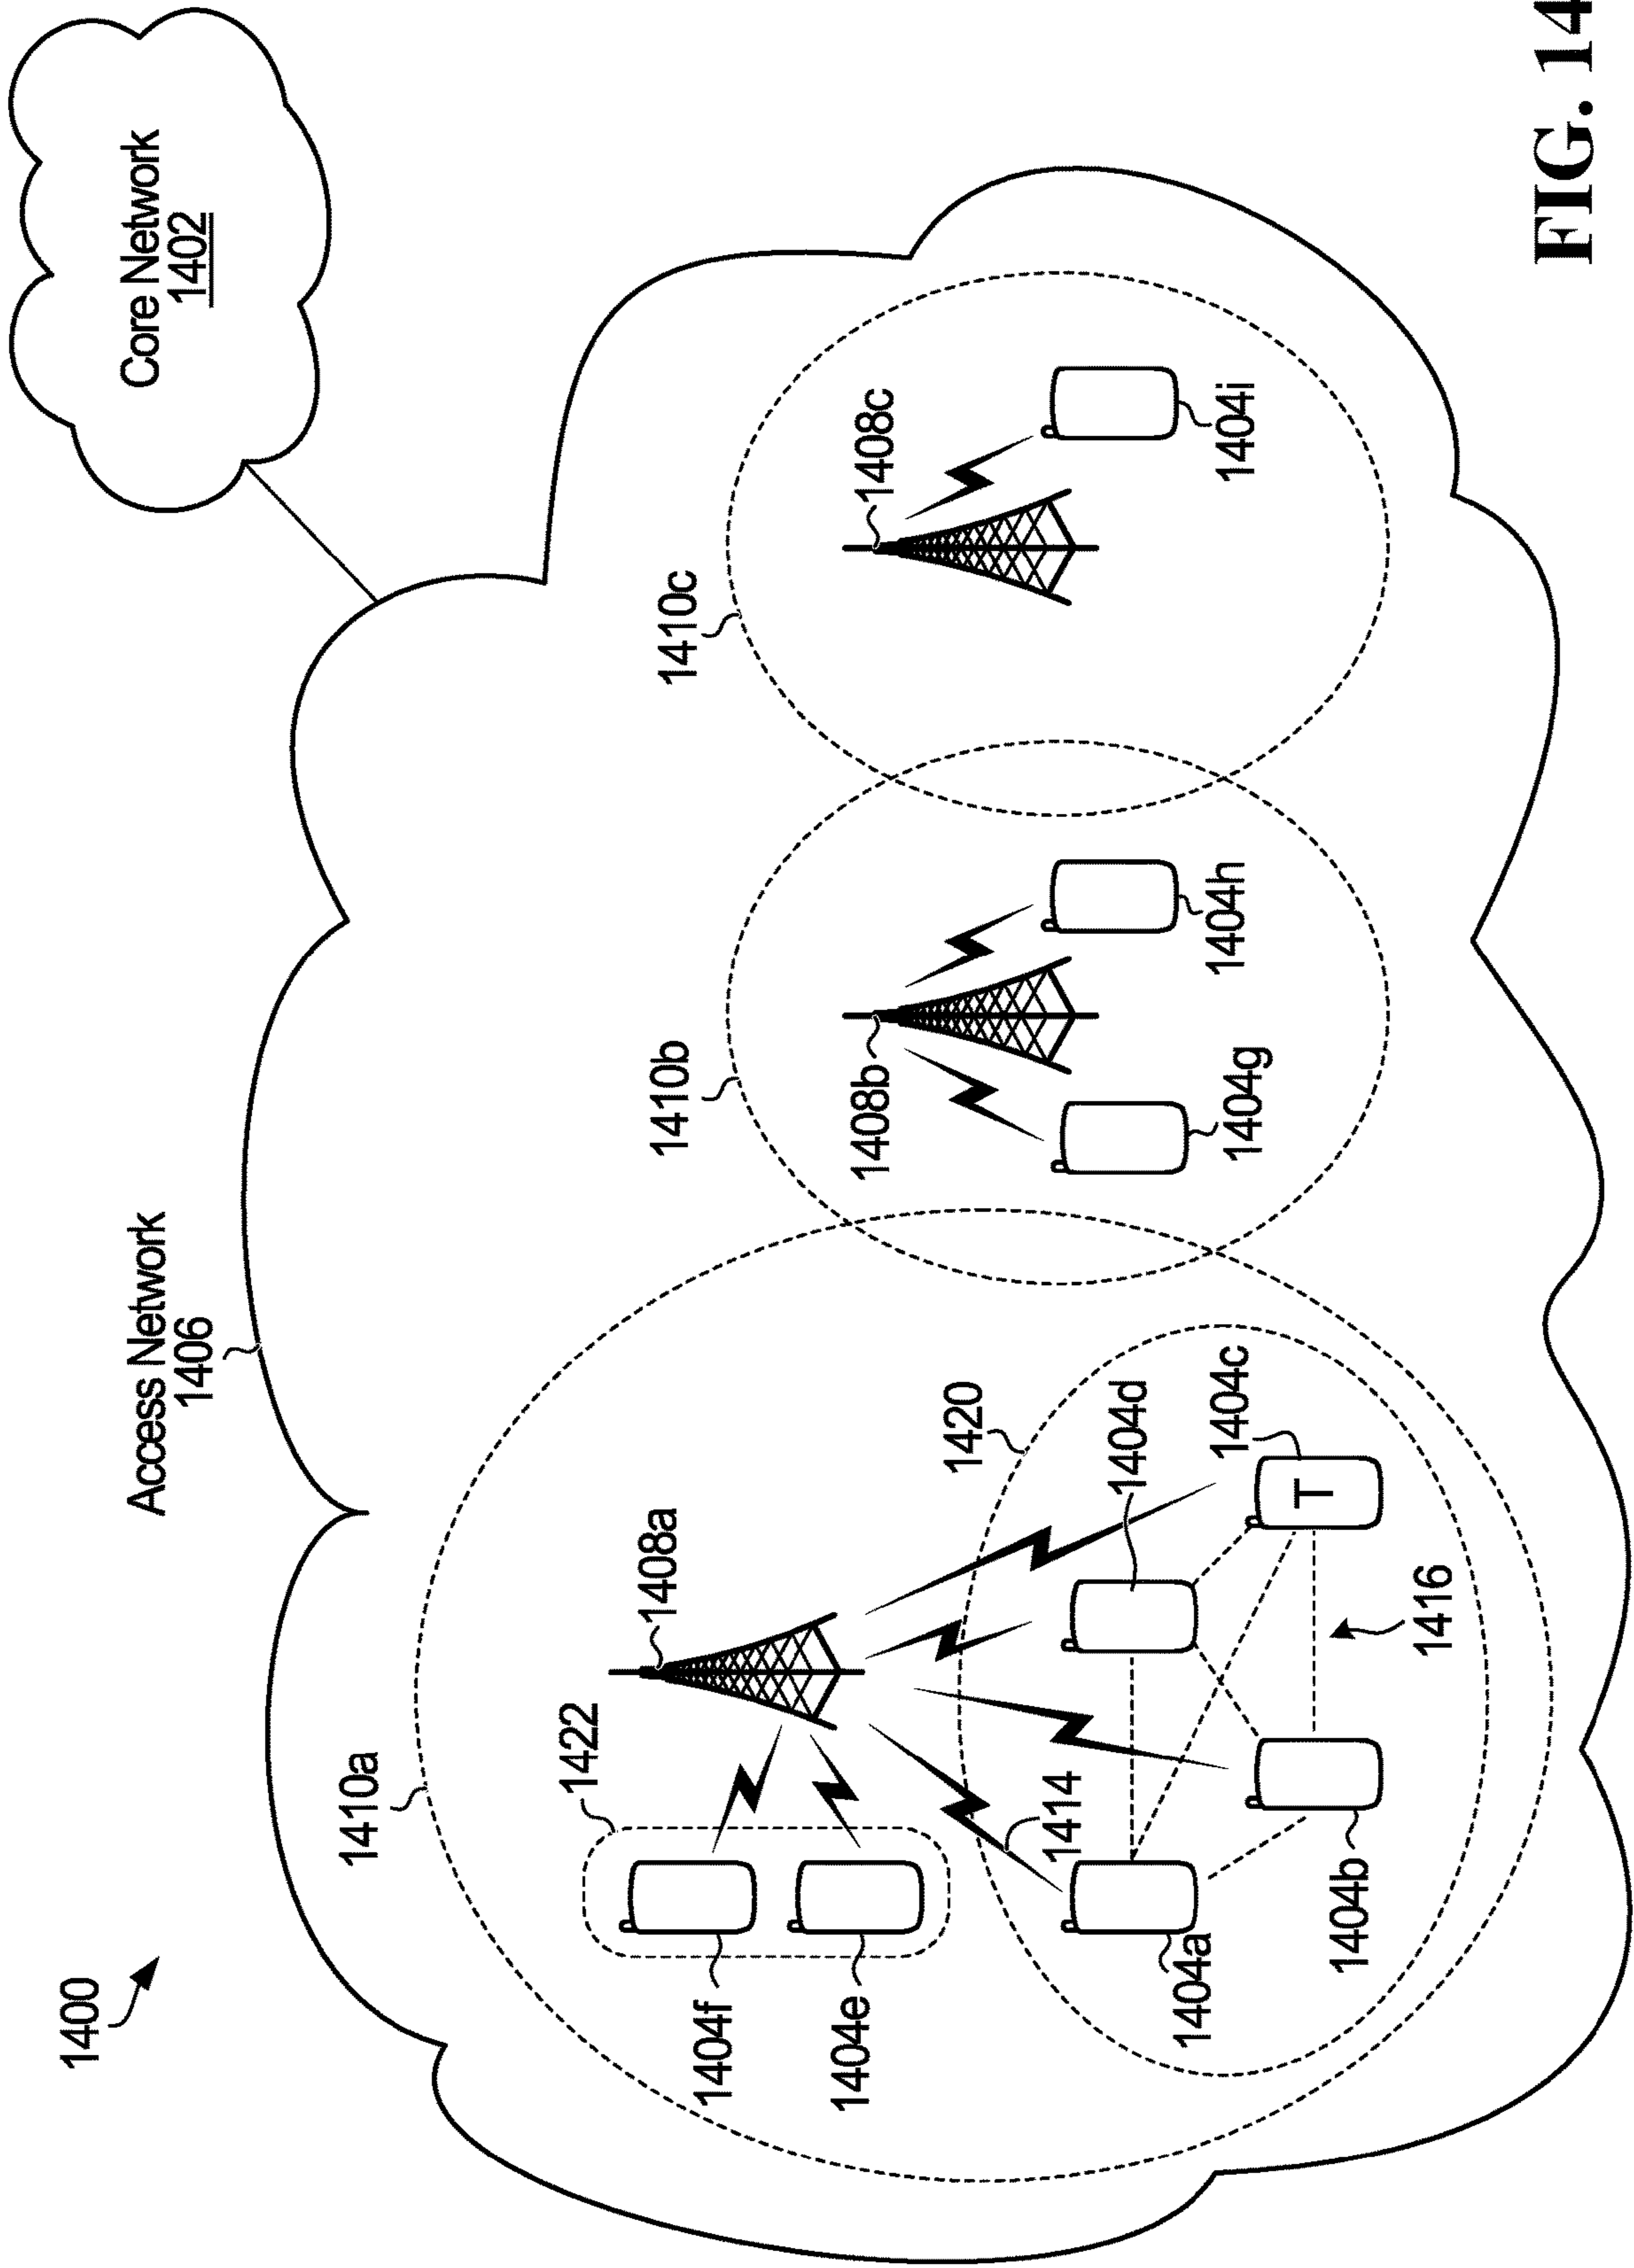 1400
Access Network
1406
Core Network
1402
1410a
1422
1408a
1404f
1404e
1414
1420
1404d
1404c
1404a
1404b
T
1416
1410b
1408b
1404g
1404h
1410c
1408c
1404i
FIG. 14